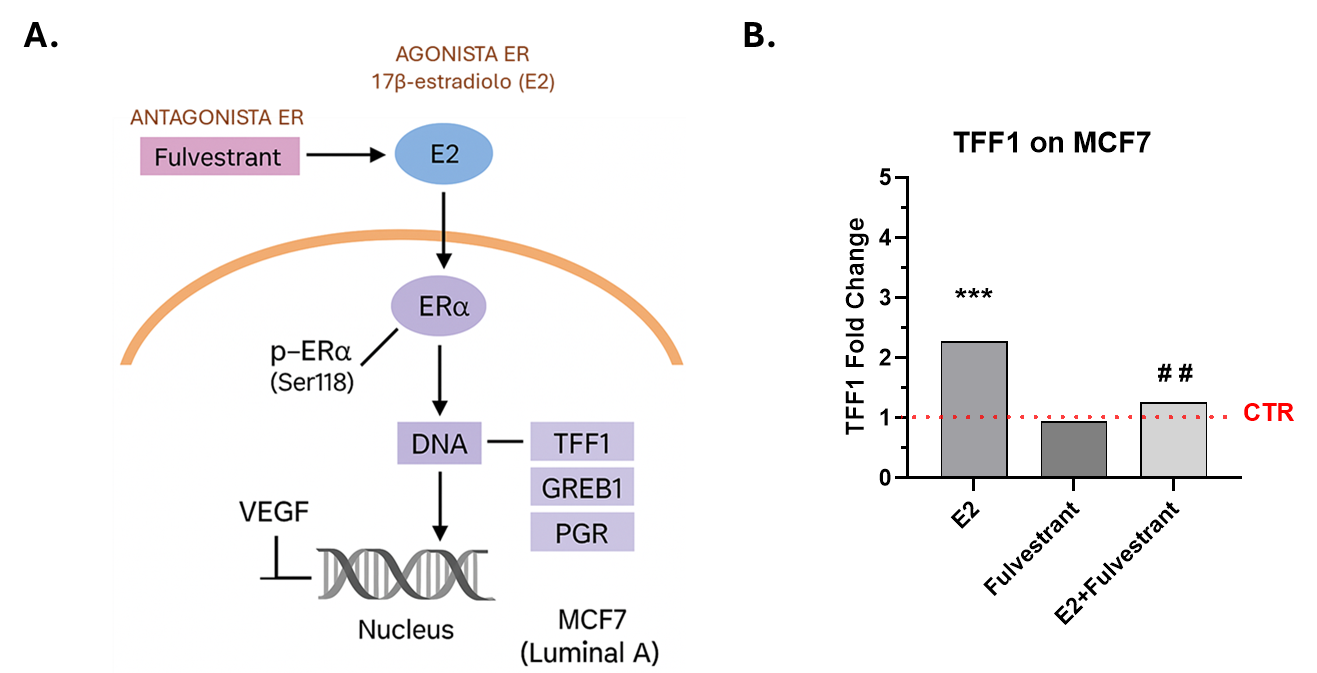 A.
AGONISTA ER
17β-estradiolo (E2)
ANTAGONISTA ER
Fulvestrant
E2
ERα
p–ERα
(Ser118)
DNA
TFF1
GREB1
PGR
VEGF
Nucleus
MCF7
(Luminal A)
B.
TFF1 on MCF7
TFF1 Fold Change
5
4
3
2
1
0
***
##
CTR
E2
Fulvestrant
E2+Fulvestrant